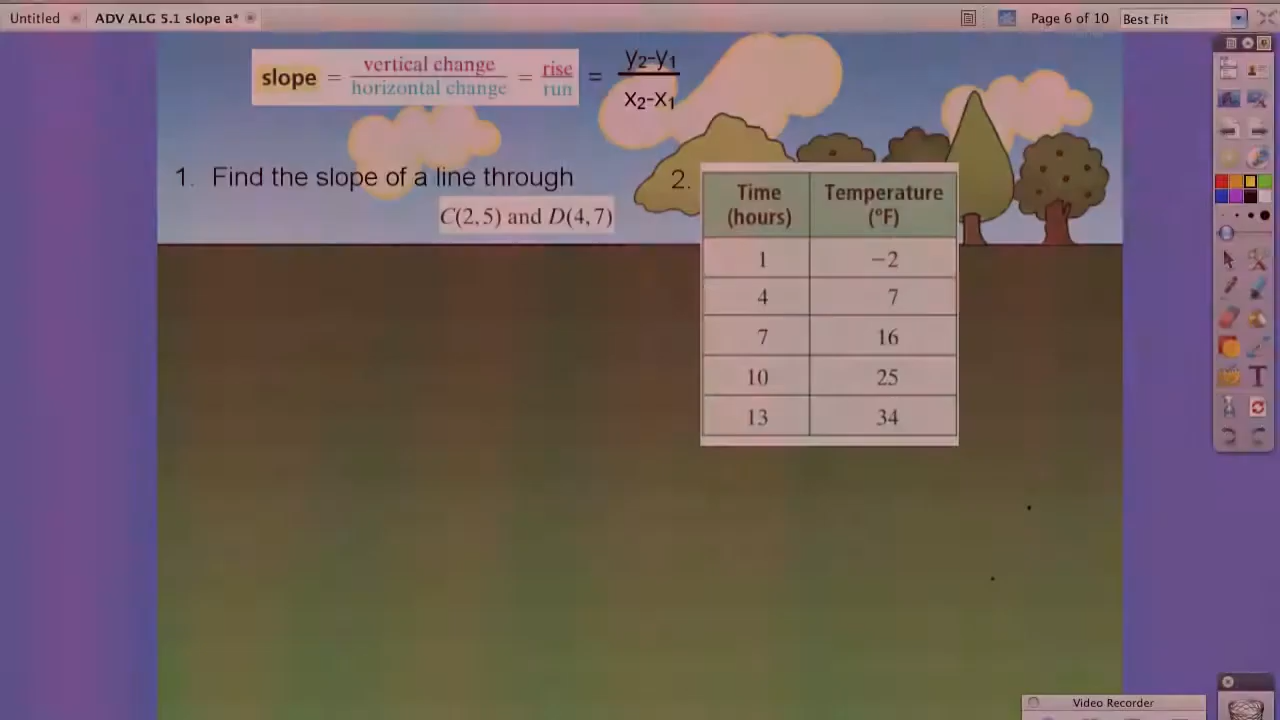 Untitled
ADV ALG 5.1 slope a*
Page 6 of 10
Best Fit
slope = vertical change / horizontal change = rise / run = y₂-y₁ / x₂-x₁
1. Find the slope of a line through
C(2, 5) and D(4, 7)
2.
Time (hours) Temperature (°F)
1 −2
4 7
7 16
10 25
13 34
T
Video Recorder